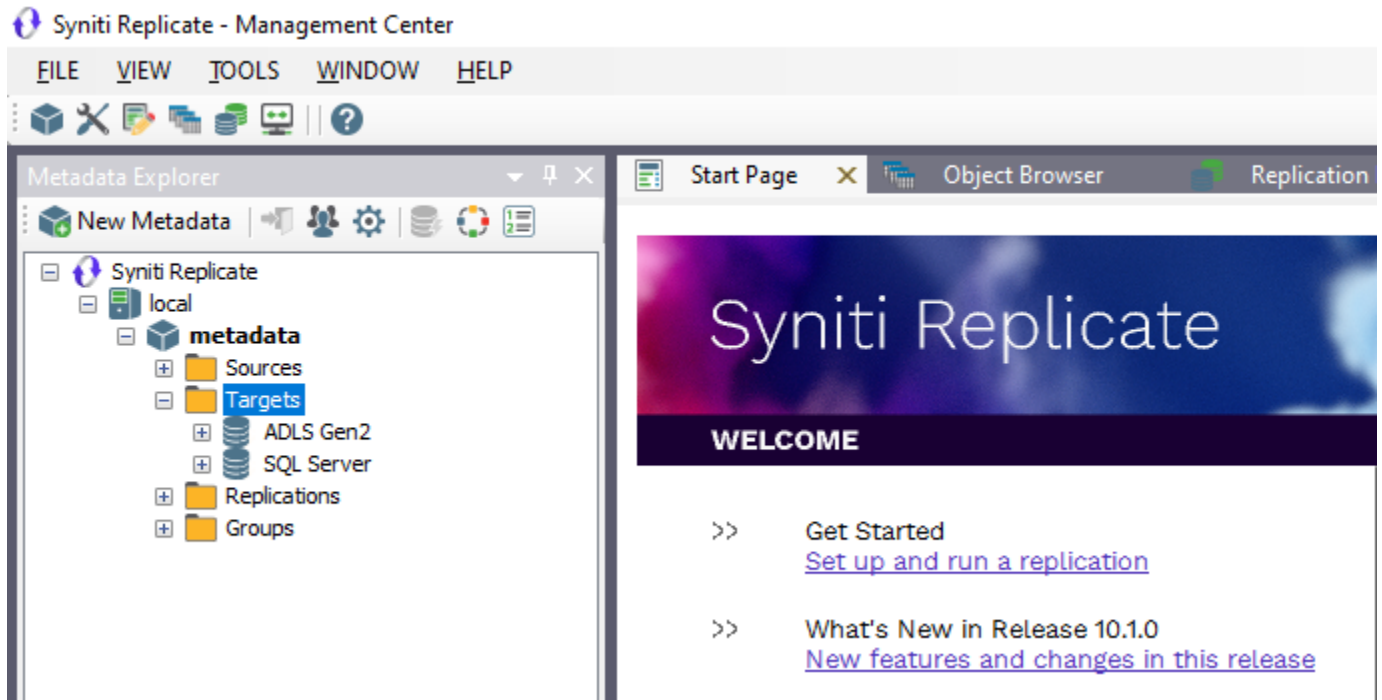 Syniti Replicate - Management Center
FILE VIEW TOOLS WINDOW HELP
Metadata Explorer
New Metadata
Syniti Replicate
local
metadata
Sources
Targets
ADLS Gen2
SQL Server
Replications
Groups
Start Page Object Browser Replication
Syniti Replicate
WELCOME
>> Get Started
Set up and run a replication
>> What's New in Release 10.1.0
New features and changes in this release